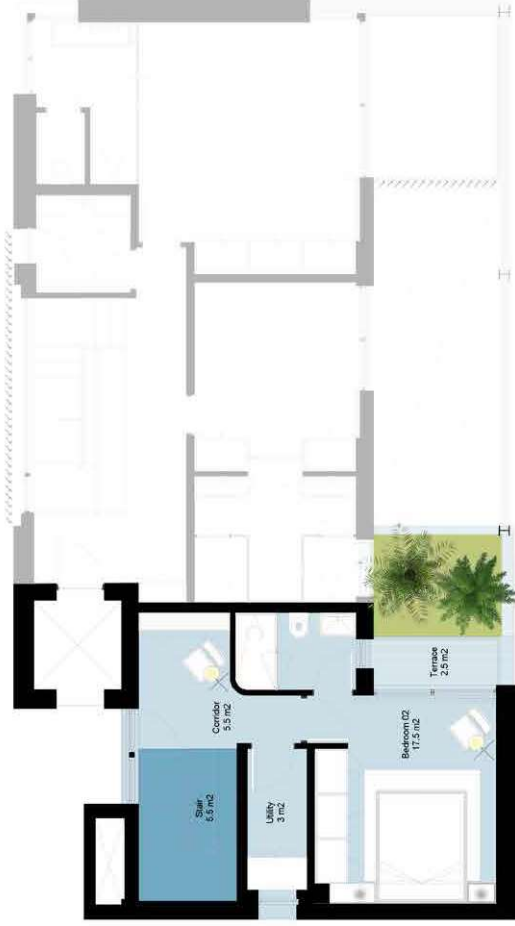 Corridor
5.5 m2
Stair
5.5 m2
Utility
3 m2
Bedroom 02
17.5 m2
Terrace
2.5 m2